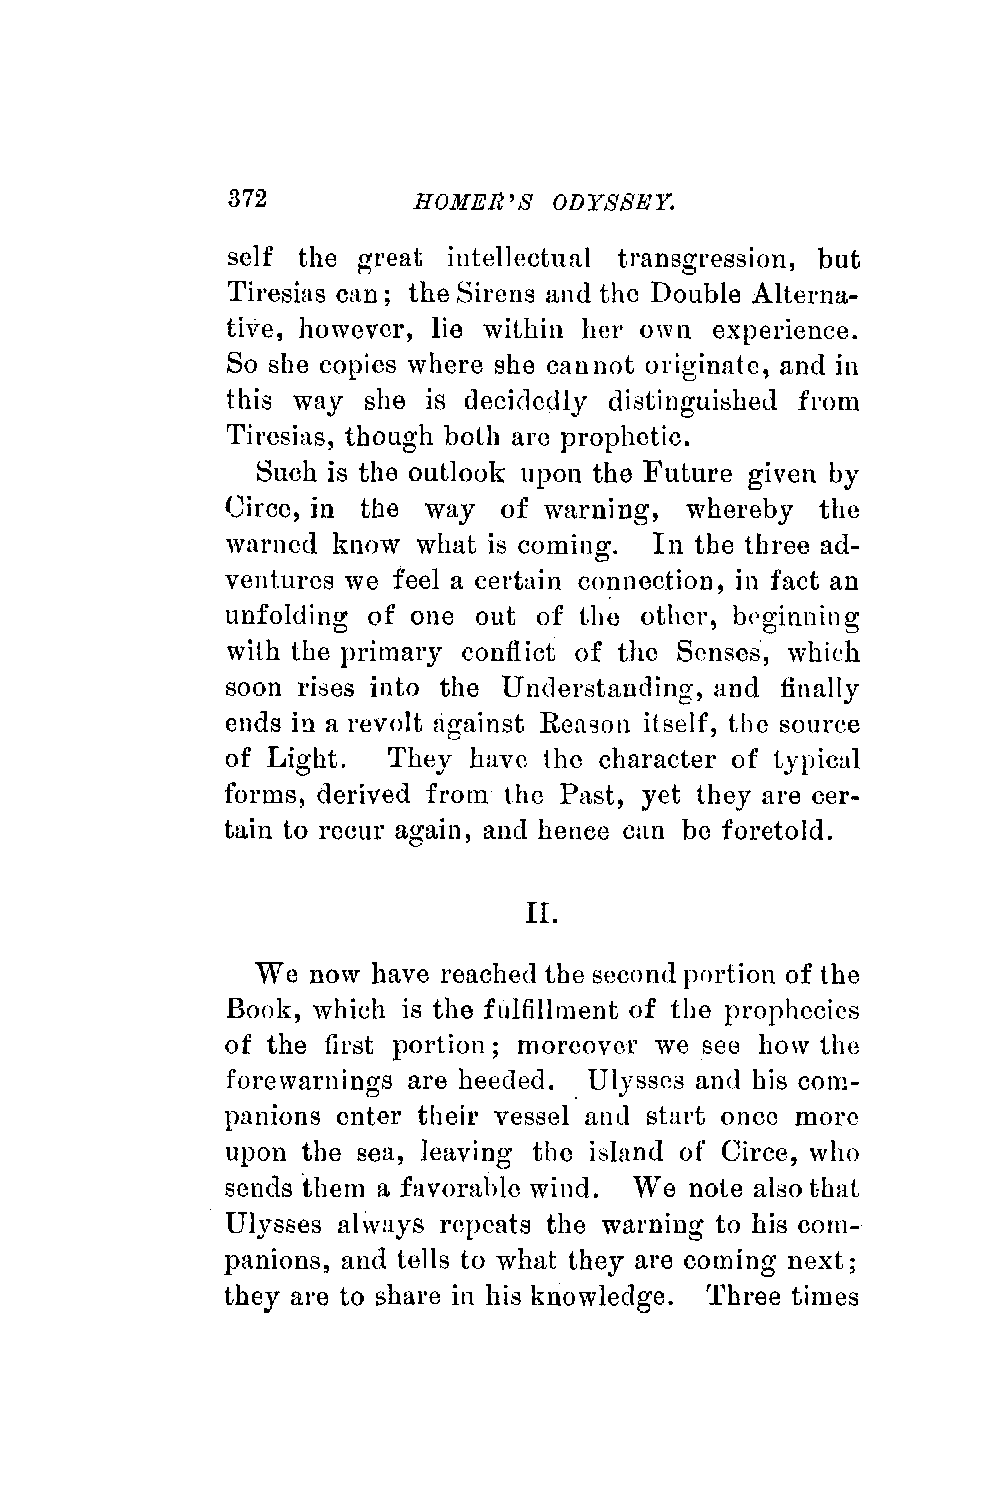 372 HOMER'S ODYSSEY.
self the great intellectual transgression, but
Tiresias can; the Sirens and the Double Alterna-
tive, however, lie within her own experience.
So she copies where she cannot originate, and in
this way she is decidedly distinguished from
Tiresias, though both are prophetic.
Such is the outlook upon the Future given by
Circe, in the way of warning, whereby the
warned know what is coming. In the three ad-
ventures we feel a certain connection, in fact an
unfolding of one out of the other, beginning
with the primary conflict of the Senses, which
soon rises into the Understanding, and finally
ends in a revolt against Reason itself, the source
of Light. They have the character of typical
forms, derived from the Past, yet they are cer-
tain to recur again, and hence can be foretold.
II.
We now have reached the second portion of the
Book, which is the fulfillment of the prophecies
of the first portion; moreover we see how the
forewarnings are heeded. Ulysses and his com-
panions enter their vessel and start once more
upon the sea, leaving the island of Circe, who
sends them a favorable wind. We note also that
Ulysses always repeats the warning to his com-
panions, and tells to what they are coming next;
they are to share in his knowledge. Three times